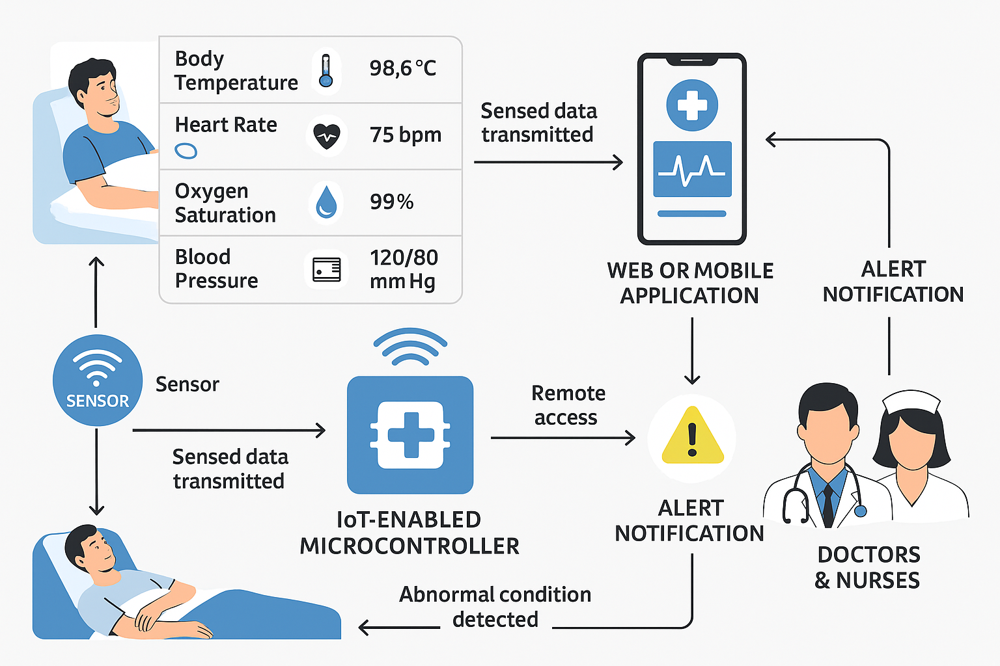 Body
Temperature
98,6 °C
Heart Rate
75 bpm
Oxygen
Saturation
99%
Blood
Pressure
120/80
mm Hg
Sensed data
transmitted
WEB OR MOBILE
APPLICATION
ALERT
NOTIFICATION
SENSOR
Sensor
Sensed data
transmitted
IoT-ENABLED
MICROCONTROLLER
Remote
access
ALERT
NOTIFICATION
DOCTORS
& NURSES
Abnormal condition
detected